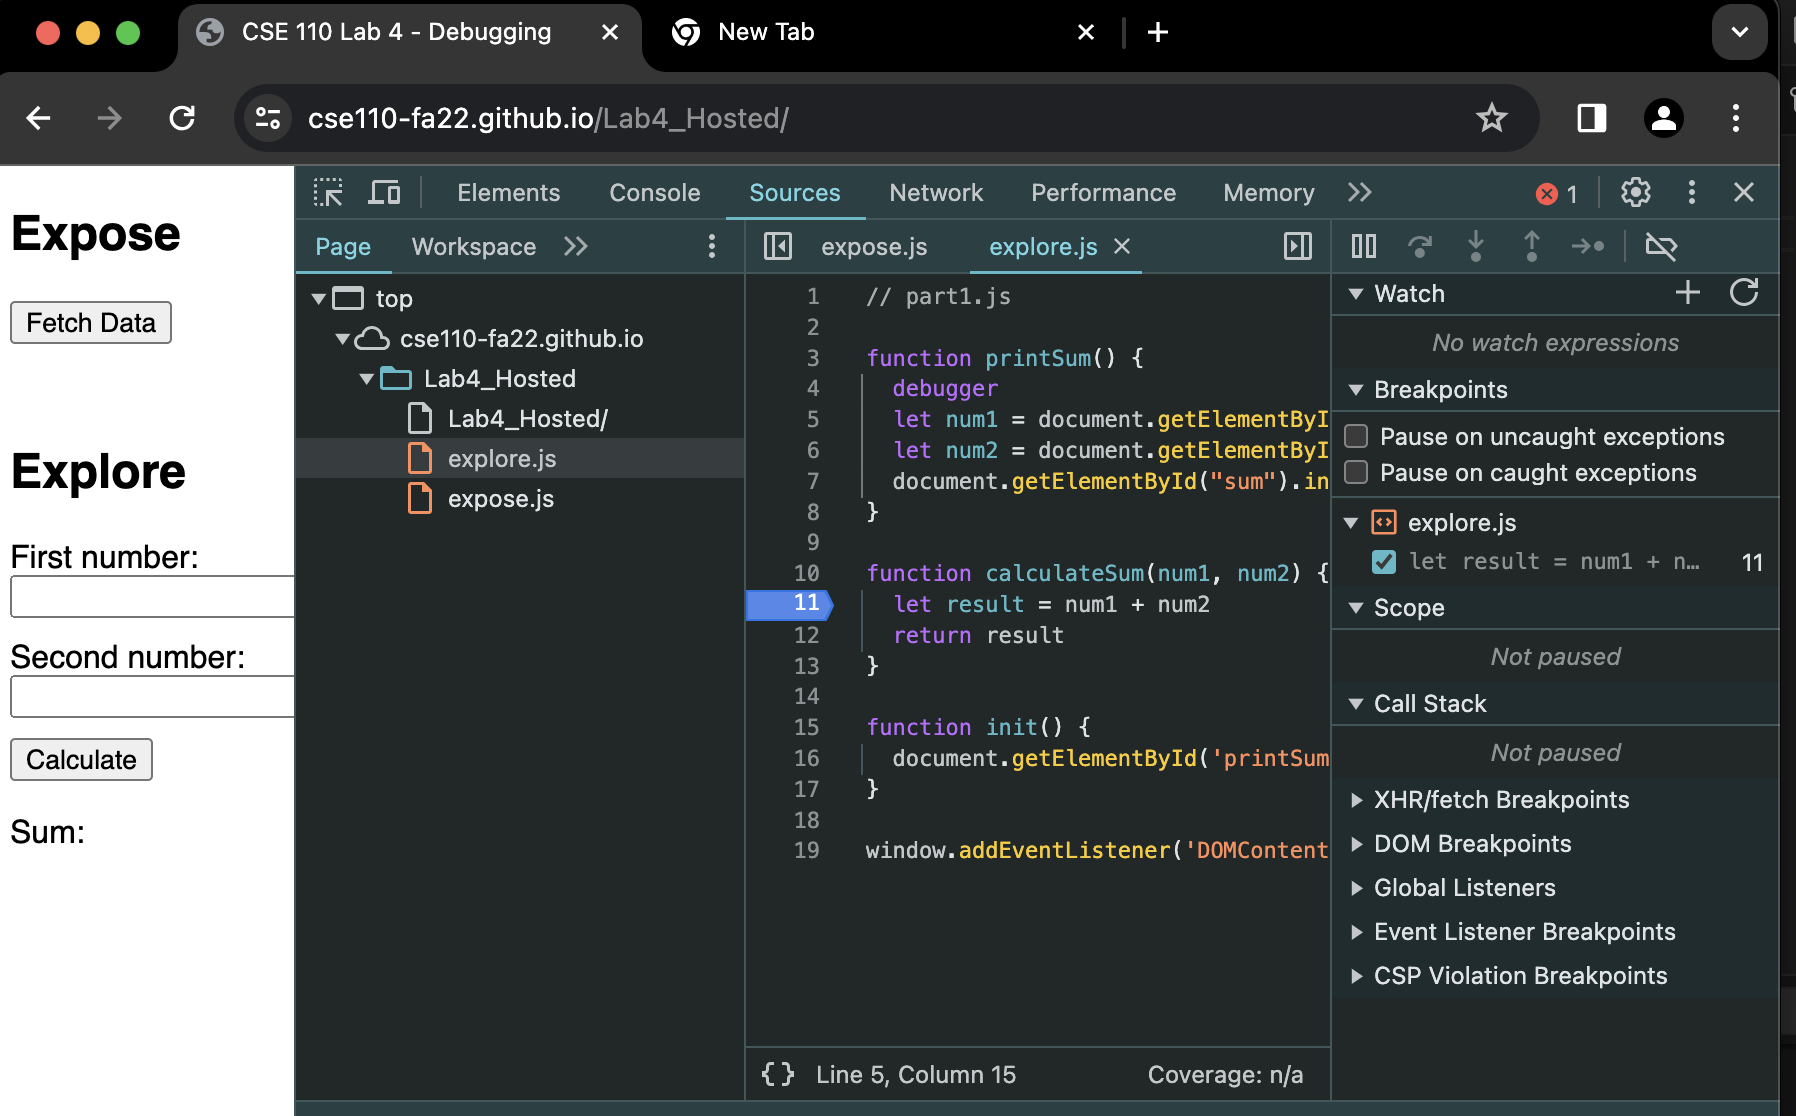 CSE 110 Lab 4 - Debugging
New Tab
cse110-fa22.github.io/Lab4_Hosted/
Expose
Fetch Data
Explore
First number:
Second number:
Calculate
Sum:
Elements Console Sources Network Performance Memory 1
Page Workspace
top
cse110-fa22.github.io
Lab4_Hosted
Lab4_Hosted/
explore.js
expose.js
expose.js explore.js
1 // part1.js
2
3 function printSum() {
4 debugger
5 let num1 = document.getElementByI
6 let num2 = document.getElementByI
7 document.getElementById("sum").in
8 }
9
10 function calculateSum(num1, num2) {
11 let result = num1 + num2
12 return result
13 }
14
15 function init() {
16 document.getElementById('printSum
17 }
18
19 window.addEventListener('DOMContent
{} Line 5, Column 15 Coverage: n/a
Watch
No watch expressions
Breakpoints
Pause on uncaught exceptions
Pause on caught exceptions
explore.js
let result = num1 + n… 11
Scope
Not paused
Call Stack
Not paused
XHR/fetch Breakpoints
DOM Breakpoints
Global Listeners
Event Listener Breakpoints
CSP Violation Breakpoints